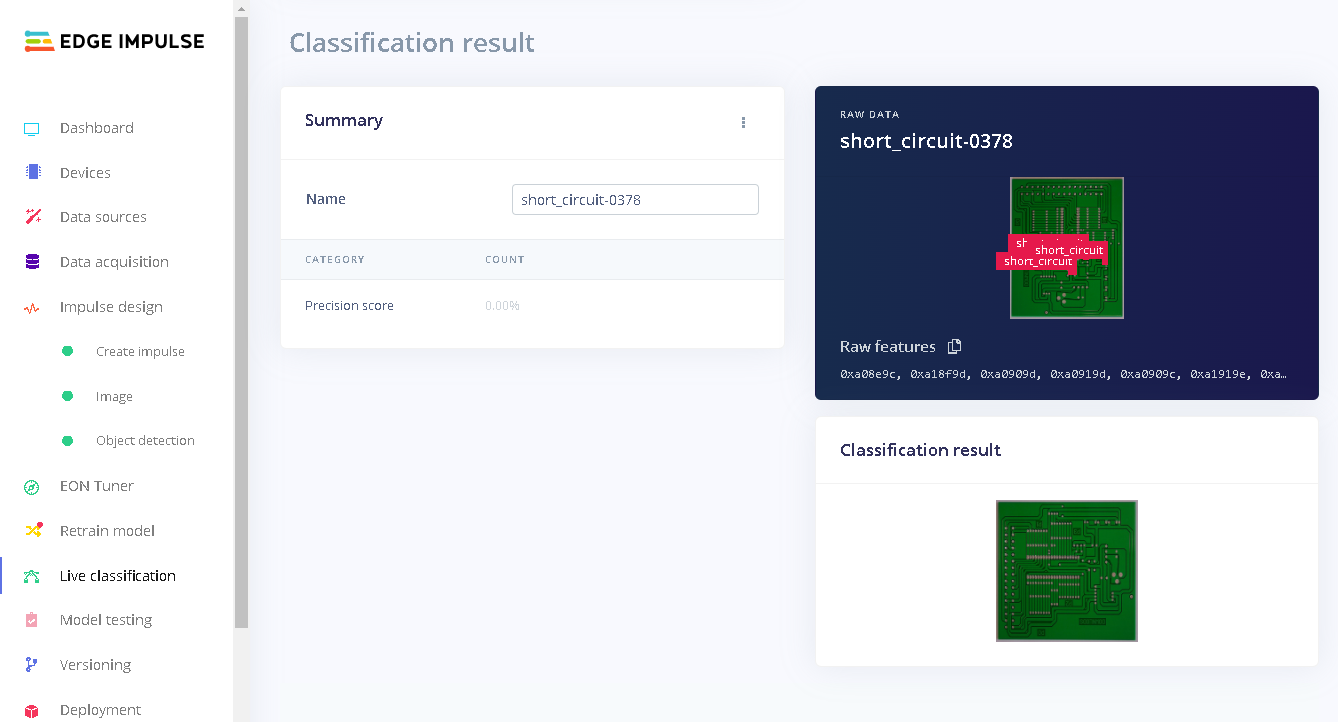 EDGE IMPULSE
Dashboard
Devices
Data sources
Data acquisition
Impulse design
Create impulse
Image
Object detection
EON Tuner
Retrain model
Live classification
Model testing
Versioning
Deployment
Classification result
Summary
Name
short_circuit-0378
CATEGORY COUNT
Precision score 0.00%
RAW DATA
short_circuit-0378
short_circuit
short_circuit
Raw features
0xa08e9c, 0xa18f9d, 0xa0909d, 0xa0919d, 0xa0909c, 0xa1919e, 0xa…
Classification result